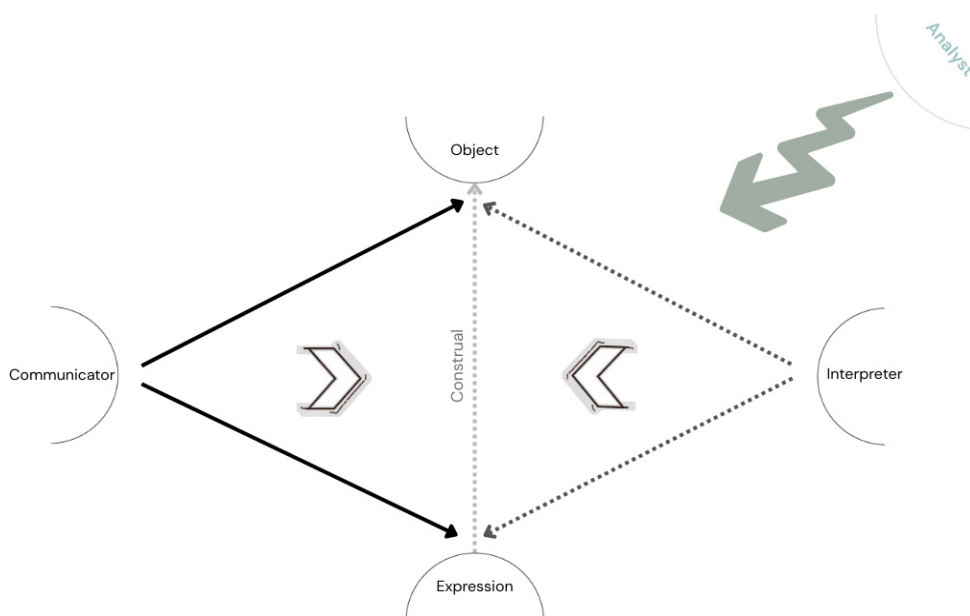 Analyst
Object
Construal
Communicator
Interpreter
Expression